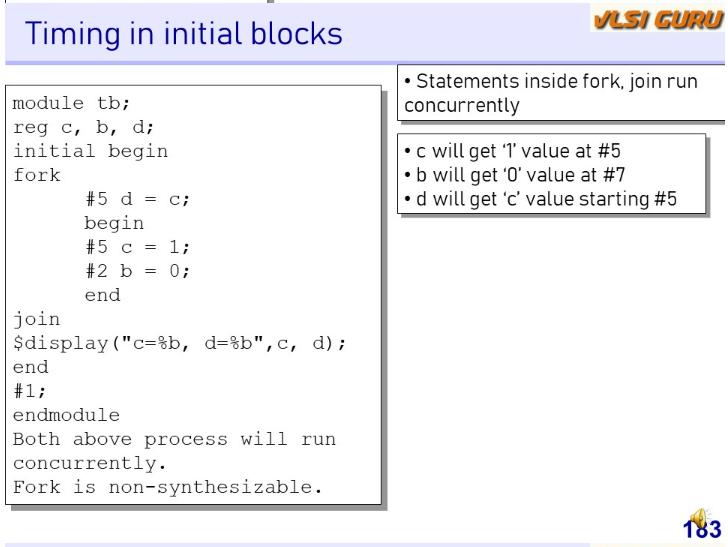 Timing in initial blocks
VLSI GURU
module tb;
reg c, b, d;
initial begin
fork
#5 d = c;
begin
#5 c = 1;
#2 b = 0;
end
join
$display("c=%b, d=%b",c, d);
end
#1;
endmodule
Both above process will run
concurrently.
Fork is non-synthesizable.
• Statements inside fork, join run
concurrently
• c will get ‘1’ value at #5
• b will get ‘0’ value at #7
• d will get ‘c’ value starting #5
183